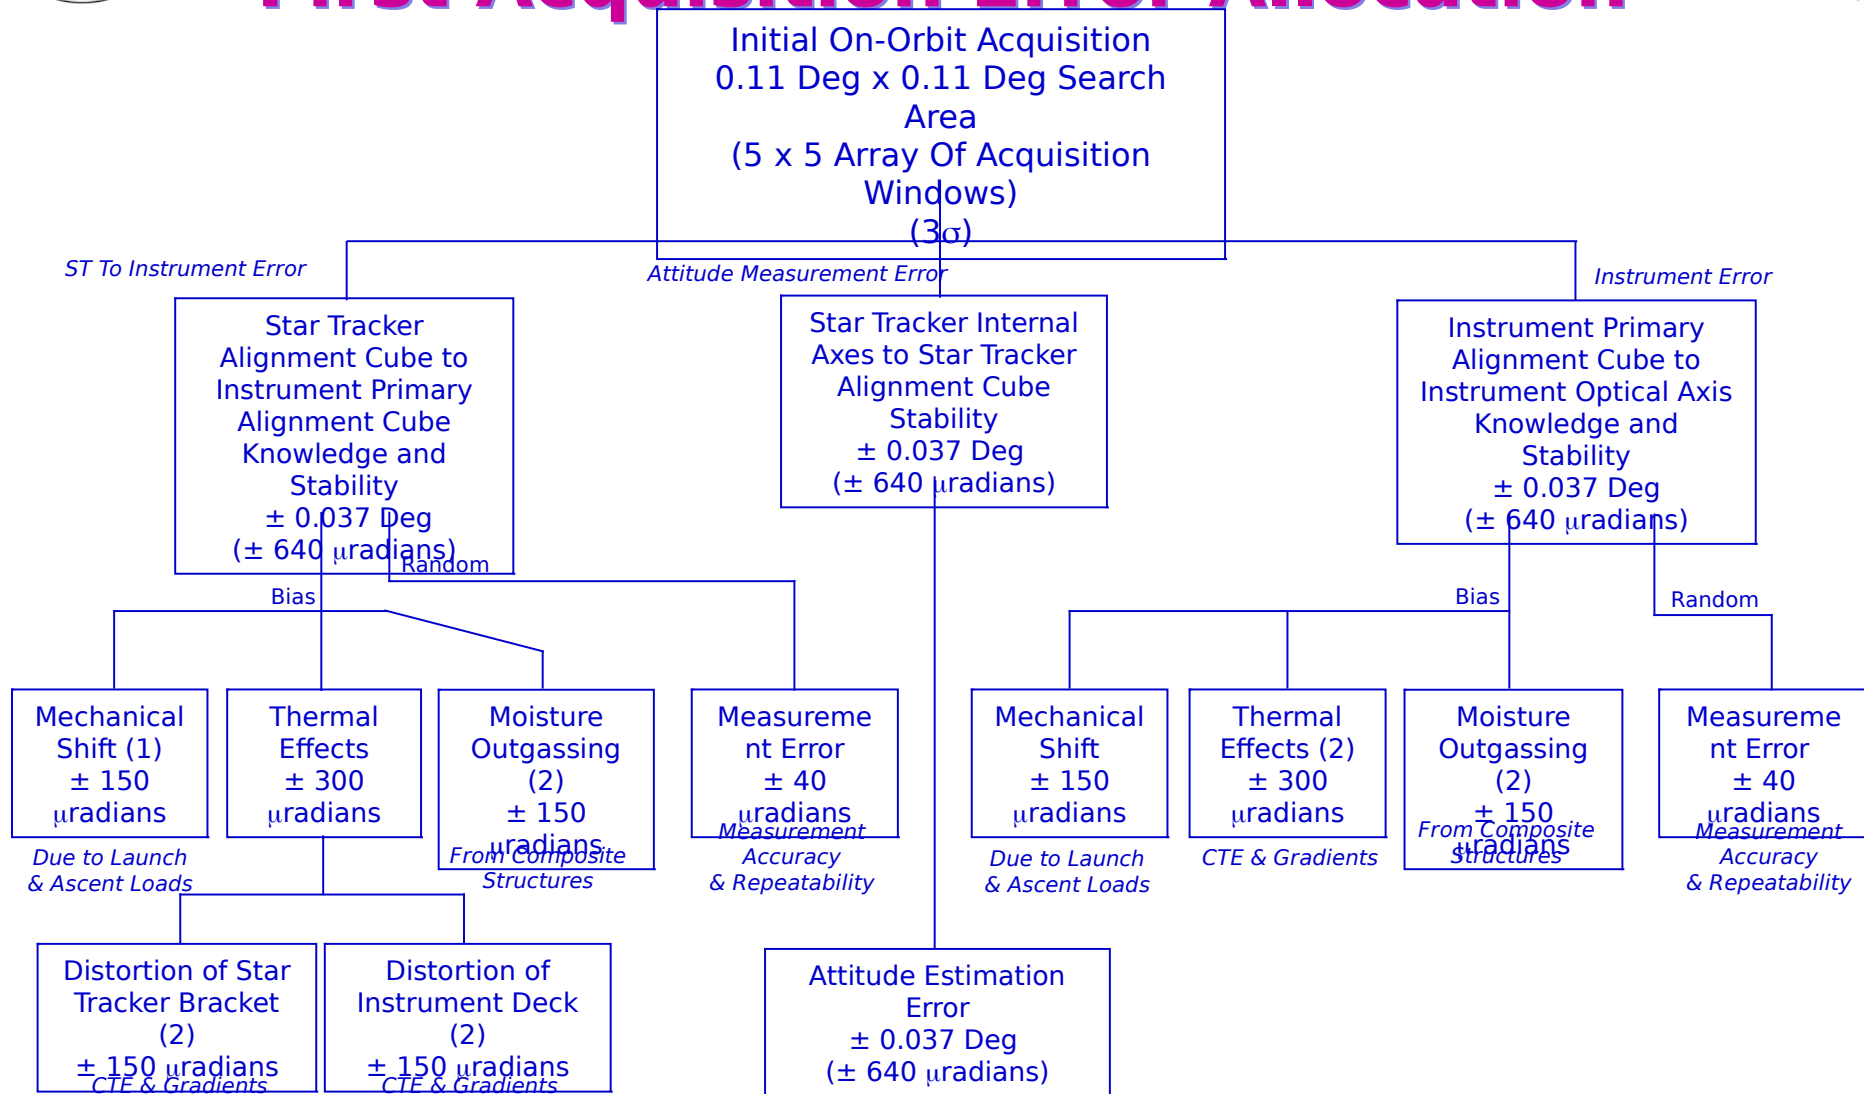 First Acquisition Error Allocation
Initial On-Orbit Acquisition
0.11 Deg x 0.11 Deg Search
Area
(5 x 5 Array Of Acquisition
Windows)
(3σ)
ST To Instrument Error
Attitude Measurement Error
Instrument Error
Star Tracker
Alignment Cube to
Instrument Primary
Alignment Cube
Knowledge and
Stability
± 0.037 Deg
(± 640 μradians)
Star Tracker Internal
Axes to Star Tracker
Alignment Cube
Stability
± 0.037 Deg
(± 640 μradians)
Instrument Primary
Alignment Cube to
Instrument Optical Axis
Knowledge and
Stability
± 0.037 Deg
(± 640 μradians)
Random
Bias
Bias
Random
Mechanical
Shift (1)
± 150
μradians
Due to Launch
& Ascent Loads
Thermal
Effects
± 300
μradians
Moisture
Outgassing
(2)
± 150
μradians
From Composite
Structures
Measureme
nt Error
± 40
μradians
Measurement
Accuracy
& Repeatability
Mechanical
Shift
± 150
μradians
Due to Launch
& Ascent Loads
Thermal
Effects (2)
± 300
μradians
CTE & Gradients
Moisture
Outgassing
(2)
± 150
μradians
From Composite
Structures
Measureme
nt Error
± 40
μradians
Measurement
Accuracy
& Repeatability
Distortion of Star
Tracker Bracket
(2)
± 150 μradians
CTE & Gradients
Distortion of
Instrument Deck
(2)
± 150 μradians
CTE & Gradients
Attitude Estimation
Error
± 0.037 Deg
(± 640 μradians)